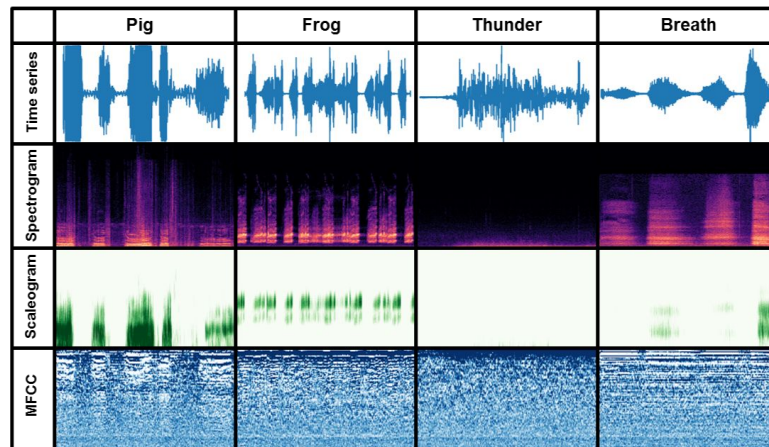 Pig Frog Thunder Breath
Time series
Spectrogram
Scaleogram
MFCC